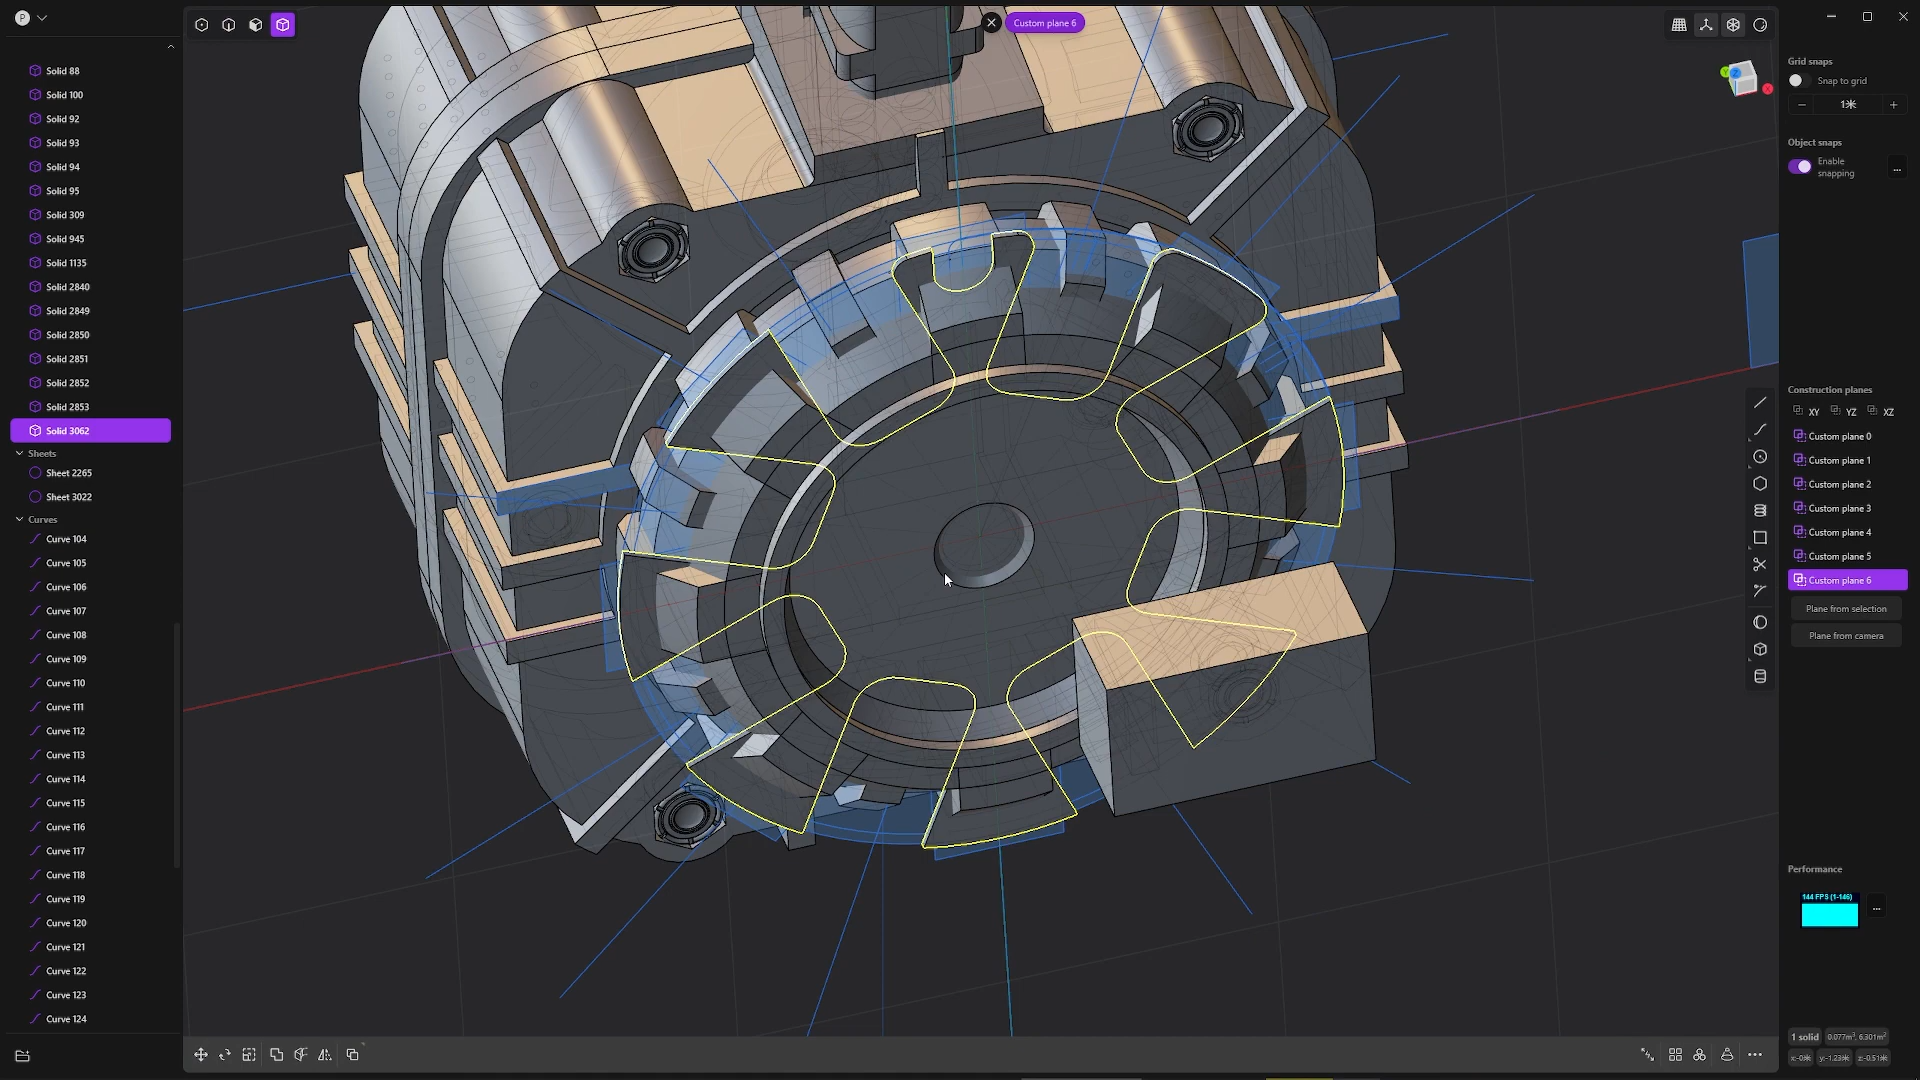 P
Solid 88
Solid 100
Solid 92
Solid 93
Solid 94
Solid 95
Solid 309
Solid 945
Solid 1135
Solid 2840
Solid 2849
Solid 2850
Solid 2851
Solid 2852
Solid 2853
Solid 3062
Sheets
Sheet 2265
Sheet 3022
Curves
Curve 104
Curve 105
Curve 106
Curve 107
Curve 108
Curve 109
Curve 110
Curve 111
Curve 112
Curve 113
Curve 114
Curve 115
Curve 116
Curve 117
Curve 118
Curve 119
Curve 120
Curve 121
Curve 122
Curve 123
Curve 124
Custom plane 6
Y
Z
X
Grid snaps
Snap to grid
Object snaps
Enable
snapping
Construction planes
XY YZ XZ
Custom plane 0
Custom plane 1
Custom plane 2
Custom plane 3
Custom plane 4
Custom plane 5
Custom plane 6
Plane from selection
Plane from camera
Performance
144 FPS (1-146)
1 solid 0.077m³, 6.301m²